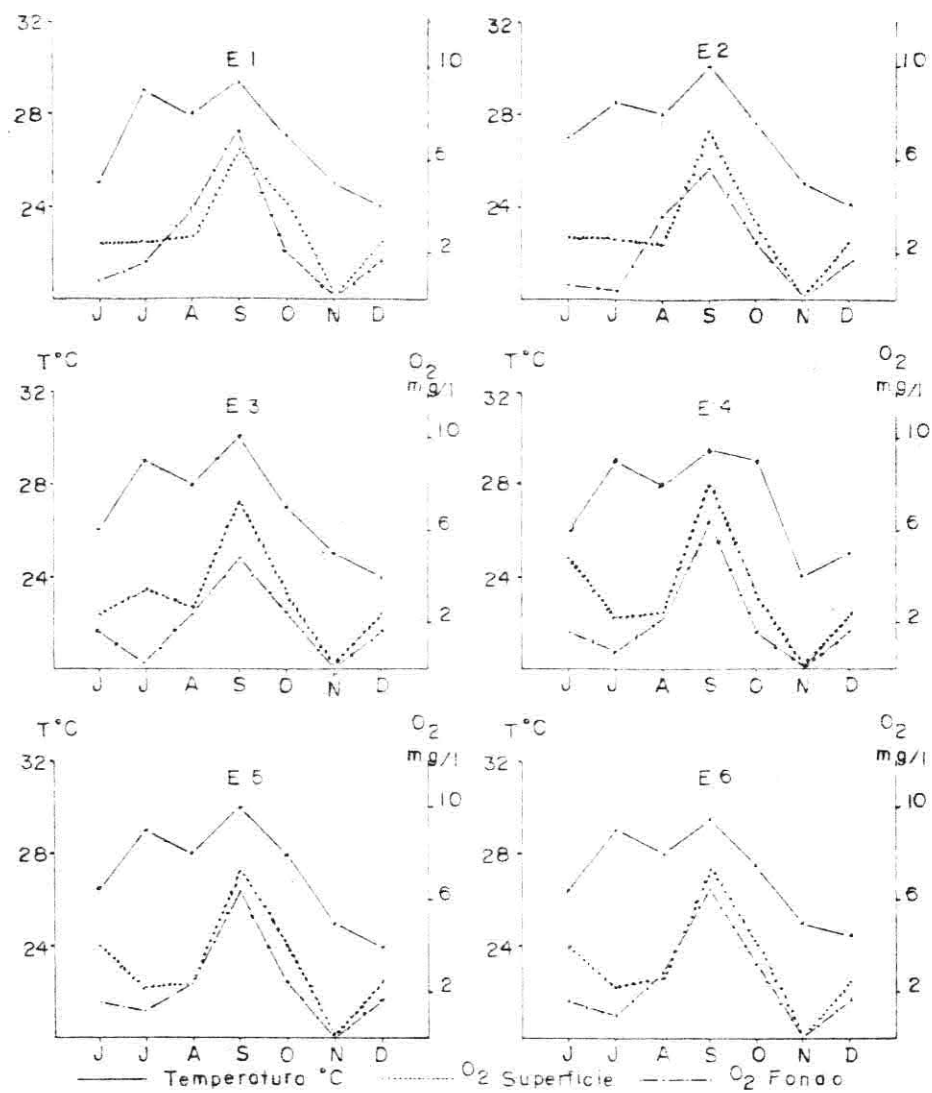 32 E 1 E 2 10
28 6
24 2
J J A S O N D
32 E 1 E 2 10
28 6
24 2
J J A S O N D
T°C O2 mg/l
32 E 3 10
28 6
24 2
J J A S O N D
O2 mg/l
32 E 4 10
28 6
24 2
J J A S O N D
T°C O2 mg/l
32 E 5 10
28 6
24 2
J J A S O N D
T°C O2 mg/l
32 E 6 10
28 6
24 2
J J A S O N D
Temperatura °C O2 Superficie O2 Fondo